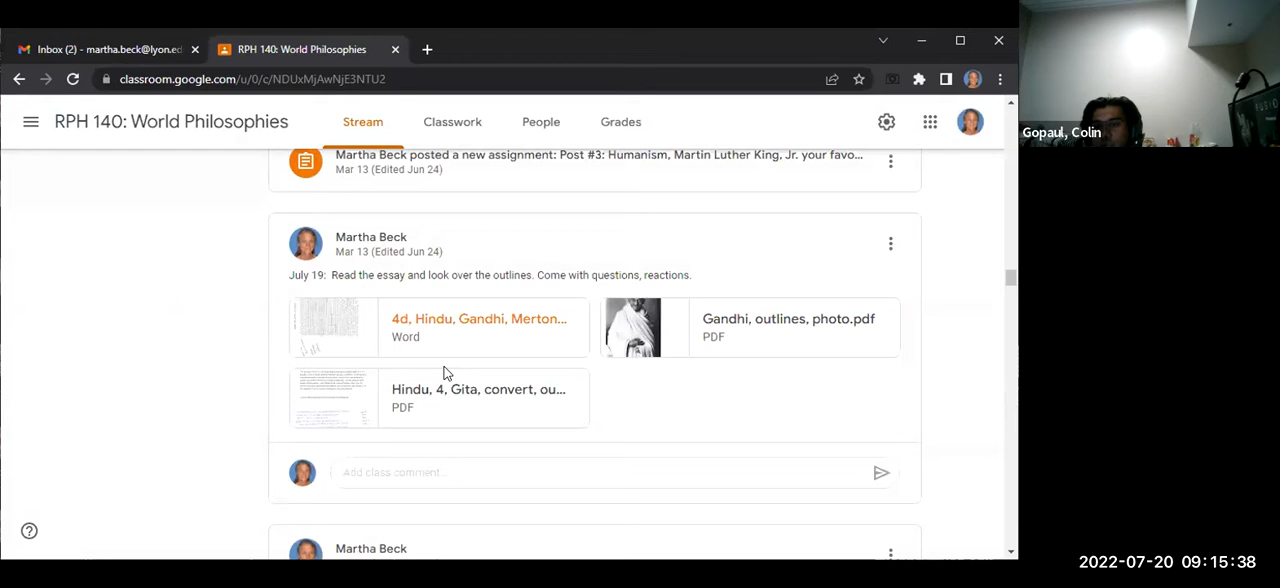 Inbox (2) - martha.beck@lyon.ed
RPH 140: World Philosophies
classroom.google.com/u/0/c/NDUxMjAwNjE3NTU2
RPH 140: World Philosophies
Stream
Classwork
People
Grades
Gopaul, Colin
Martha Beck posted a new assignment: Post #3: Humanism, Martin Luther King, Jr. your favo...
Mar 13 (Edited Jun 24)
Martha Beck
Mar 13 (Edited Jun 24)
July 19: Read the essay and look over the outlines. Come with questions, reactions.
4d, Hindu, Gandhi, Merton...
Word
Gandhi, outlines, photo.pdf
PDF
Hindu, 4, Gita, convert, ou...
PDF
Add class comment...
Martha Beck
2022-07-20 09:15:38